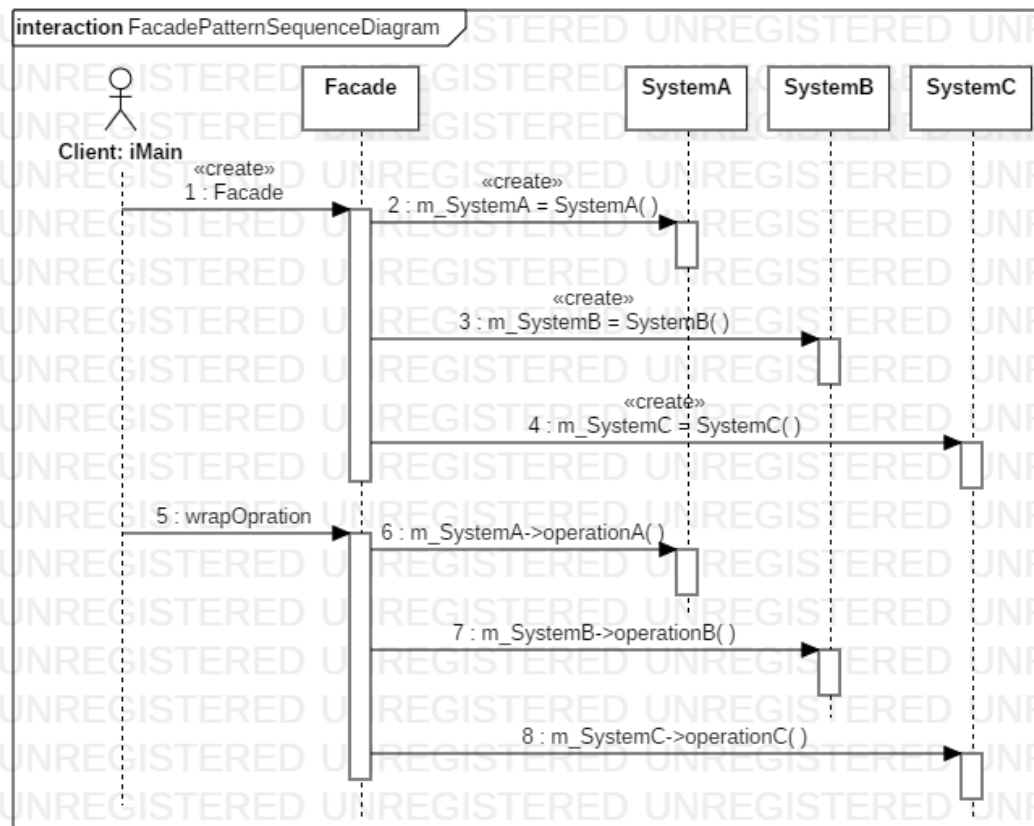 interaction FacadePatternSequenceDiagram
Facade
SystemA
SystemB
SystemC
Client: iMain
«create»
1 : Facade
«create»
2 : m_SystemA = SystemA( )
«create»
3 : m_SystemB = SystemB( )
«create»
4 : m_SystemC = SystemC( )
5 : wrapOpration
6 : m_SystemA->operationA( )
7 : m_SystemB->operationB( )
8 : m_SystemC->operationC( )
UNREGISTERED